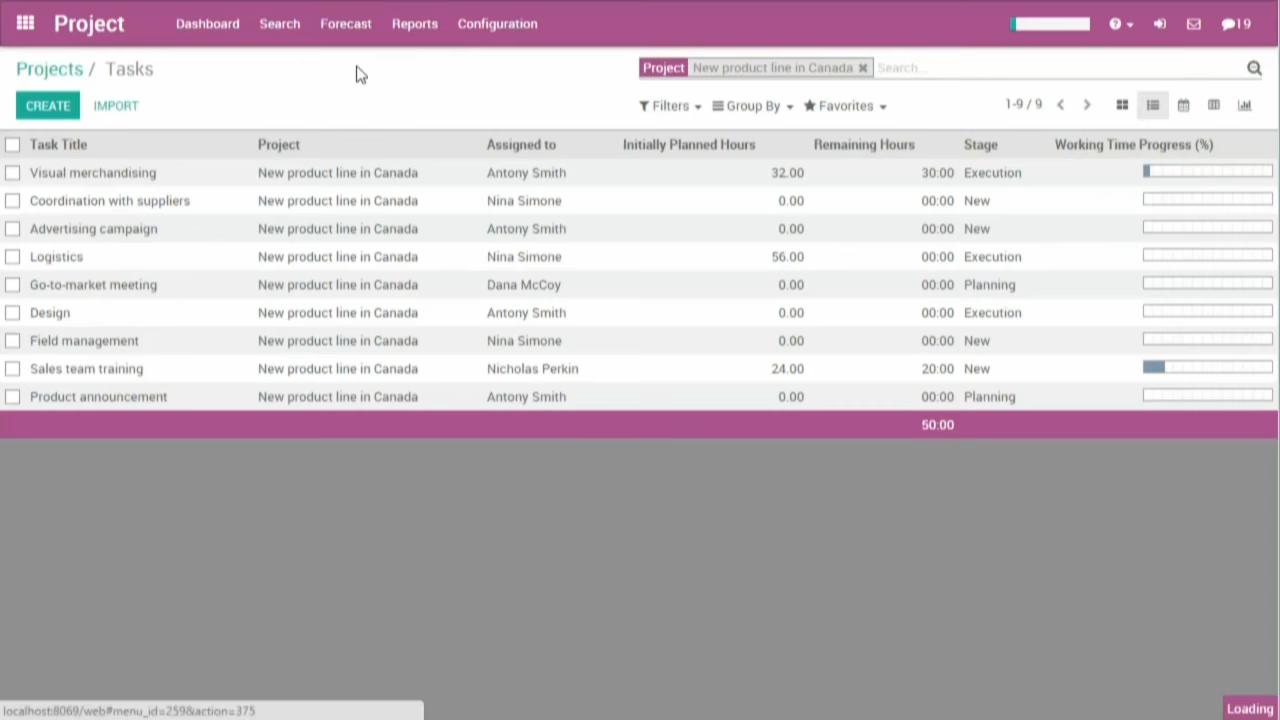 Project Dashboard Search Forecast Reports Configuration 19
Projects / Tasks
Project New product line in Canada Search...
CREATE IMPORT
Filters Group By Favorites 1-9 / 9
Task Title Project Assigned to Initially Planned Hours Remaining Hours Stage Working Time Progress (%)
Visual merchandising New product line in Canada Antony Smith 32.00 30:00 Execution
Coordination with suppliers New product line in Canada Nina Simone 0.00 00:00 New
Advertising campaign New product line in Canada Antony Smith 0.00 00:00 New
Logistics New product line in Canada Nina Simone 56.00 00:00 Execution
Go-to-market meeting New product line in Canada Dana McCoy 0.00 00:00 Planning
Design New product line in Canada Antony Smith 0.00 00:00 Execution
Field management New product line in Canada Nina Simone 0.00 00:00 New
Sales team training New product line in Canada Nicholas Perkin 24.00 20:00 New
Product announcement New product line in Canada Antony Smith 0.00 00:00 Planning
50:00
localhost:8069/web#menu_id=259&action=375
Loading